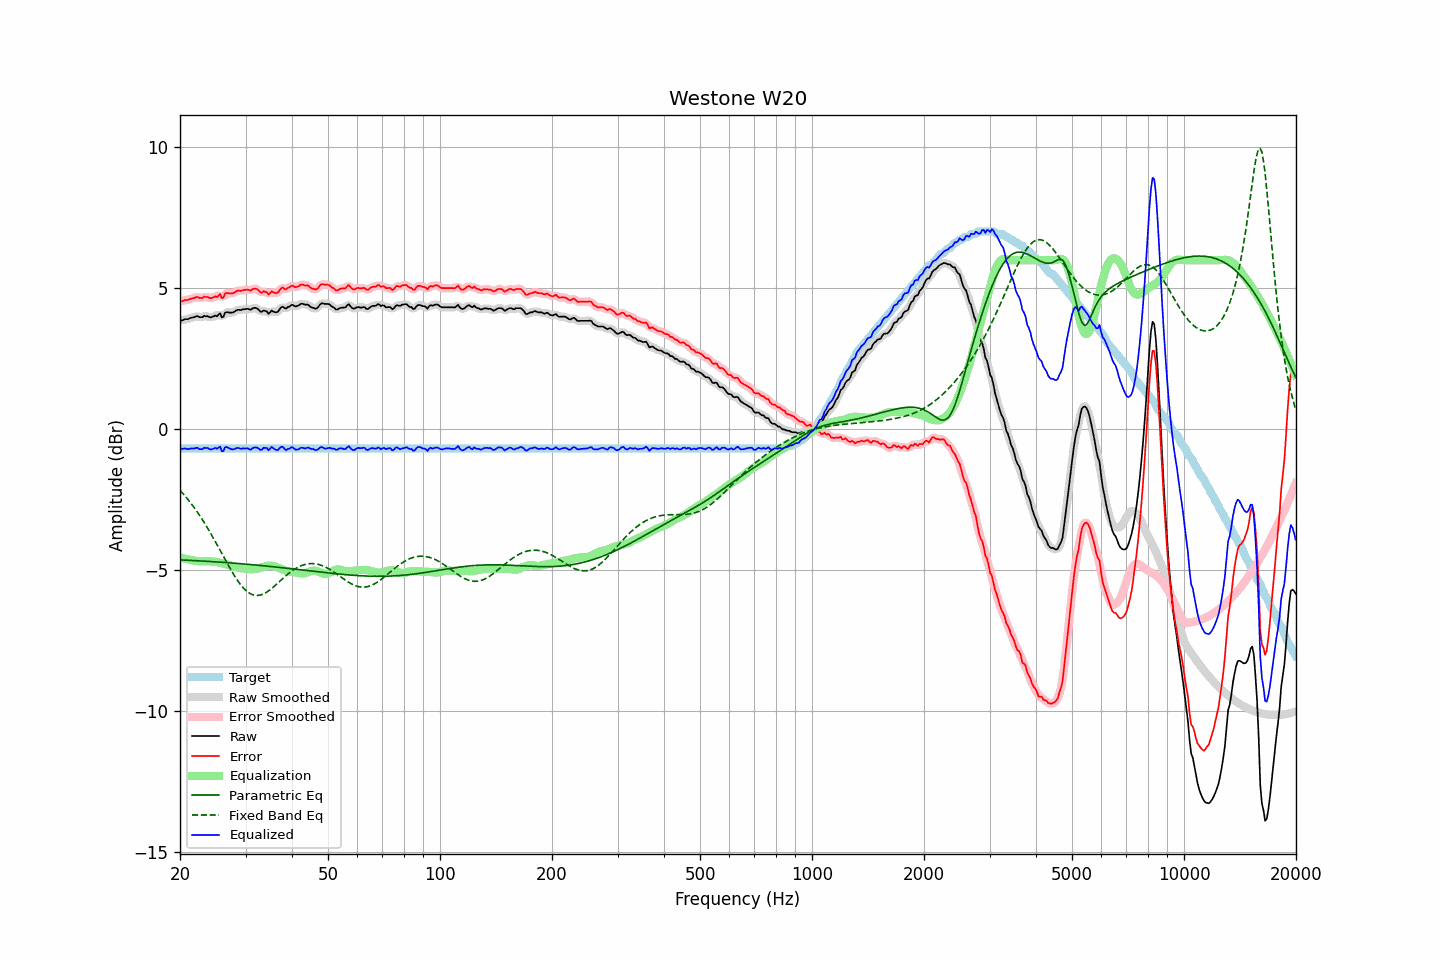 Westone W20
Amplitude (dBr)
10
5
0
−5
−10
−15
Target
Raw Smoothed
Error Smoothed
Raw
Error
Equalization
Parametric Eq
Fixed Band Eq
Equalized
20 50 100 200 500 1000 2000 5000 10000 20000
Frequency (Hz)